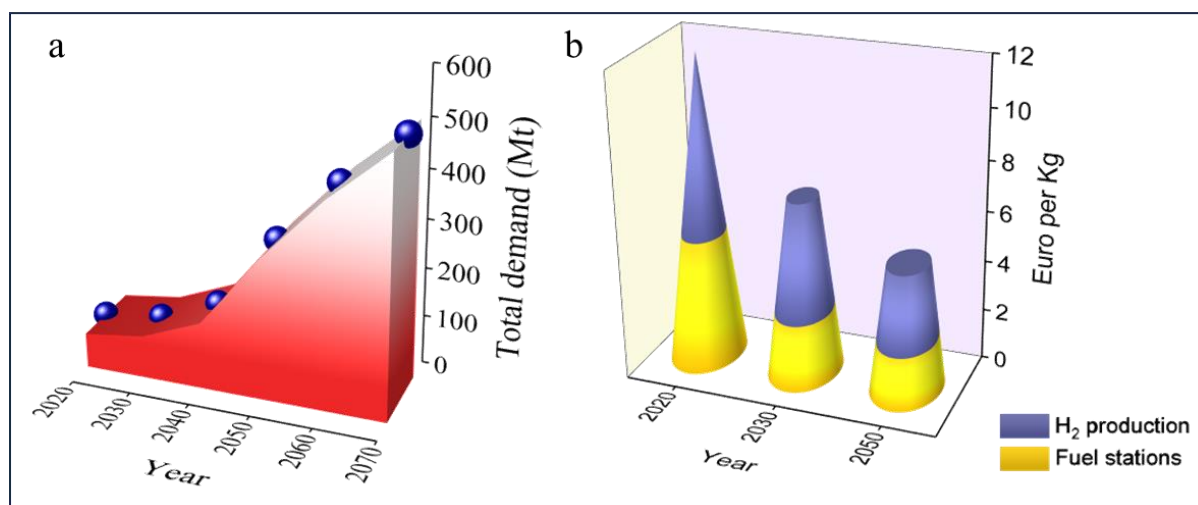 a
600
500
400
300
200
100
0
Total demand (Mt)
2020
2030
2040
2050
2060
2070
Year
b
12
10
8
6
4
2
0
Euro per Kg
2020
2030
2050
Year
H₂ production
Fuel stations